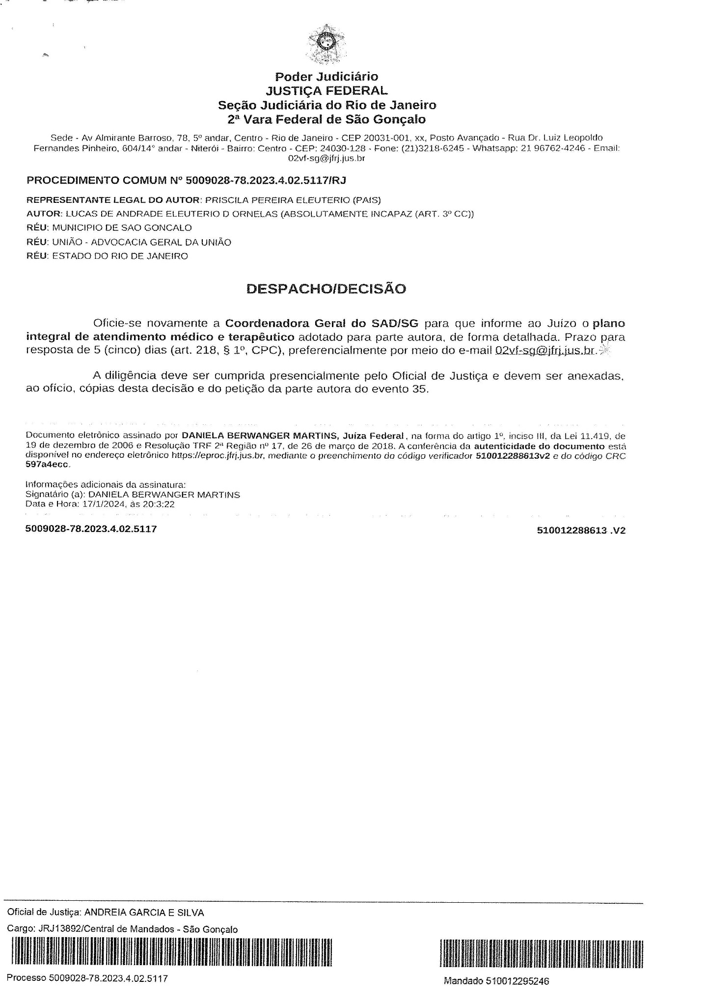 Poder Judiciário
JUSTIÇA FEDERAL
Seção Judiciária do Rio de Janeiro
2ª Vara Federal de São Gonçalo
Sede - Av Almirante Barroso, 78, 5º andar, Centro - Rio de Janeiro - CEP 20031-001, xx, Posto Avançado - Rua Dr. Luiz Leopoldo
Fernandes Pinheiro, 604/14° andar - Niterói - Bairro: Centro - CEP: 24030-128 - Fone: (21)3218-6245 - Whatsapp: 21 96762-4246 - Email:
02vf-sg@jfrj.jus.br
PROCEDIMENTO COMUM Nº 5009028-78.2023.4.02.5117/RJ
REPRESENTANTE LEGAL DO AUTOR: PRISCILA PEREIRA ELEUTERIO (PAIS)
AUTOR: LUCAS DE ANDRADE ELEUTERIO D ORNELAS (ABSOLUTAMENTE INCAPAZ (ART. 3º CC))
RÉU: MUNICIPIO DE SAO GONCALO
RÉU: UNIÃO - ADVOCACIA GERAL DA UNIÃO
RÉU: ESTADO DO RIO DE JANEIRO
DESPACHO/DECISÃO
Oficie-se novamente a Coordenadora Geral do SAD/SG para que informe ao Juízo o plano
integral de atendimento médico e terapêutico adotado para parte autora, de forma detalhada. Prazo para
resposta de 5 (cinco) dias (art. 218, § 1º, CPC), preferencialmente por meio do e-mail 02vf-sg@jfrj.jus.br.
A diligência deve ser cumprida presencialmente pelo Oficial de Justiça e devem ser anexadas,
ao ofício, cópias desta decisão e do petição da parte autora do evento 35.
Documento eletrônico assinado por DANIELA BERWANGER MARTINS, Juíza Federal, na forma do artigo 1º, inciso III, da Lei 11.419, de
19 de dezembro de 2006 e Resolução TRF 2ª Região nº 17, de 26 de março de 2018. A conferência da autenticidade do documento está
disponível no endereço eletrônico https://eproc.jfrj.jus.br, mediante o preenchimento do código verificador 510012288613v2 e do código CRC
597a4ecc.
Informações adicionais da assinatura:
Signatário (a): DANIELA BERWANGER MARTINS
Data e Hora: 17/1/2024, às 20:3:22
5009028-78.2023.4.02.5117 510012288613 .V2
Oficial de Justiça: ANDREIA GARCIA E SILVA
Cargo: JRJ13892/Central de Mandados - São Gonçalo
Processo 5009028-78.2023.4.02.5117 Mandado 510012295246